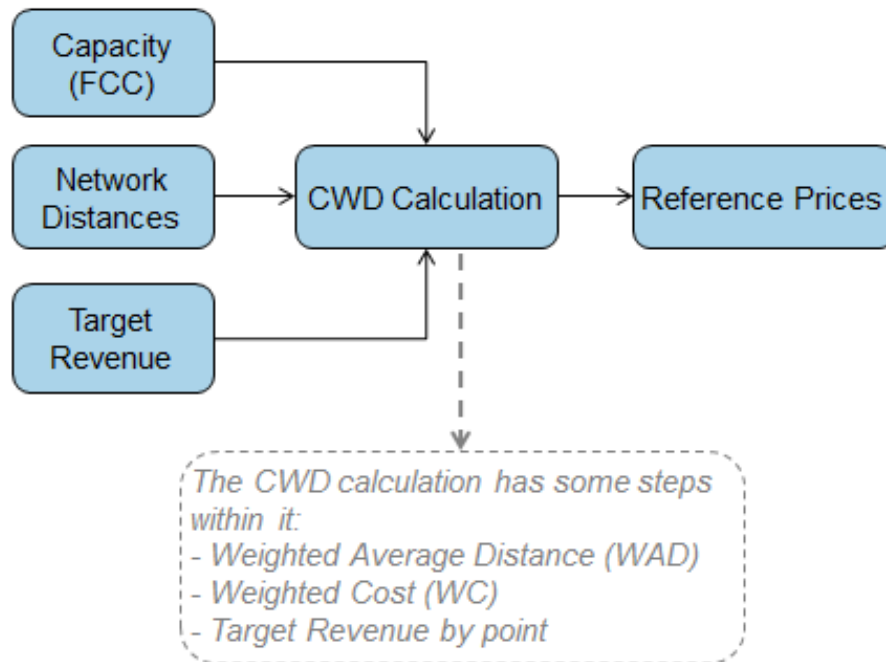 Capacity
(FCC)
Network
Distances
CWD Calculation
Reference Prices
Target
Revenue
The CWD calculation has some steps
within it:
- Weighted Average Distance (WAD)
- Weighted Cost (WC)
- Target Revenue by point